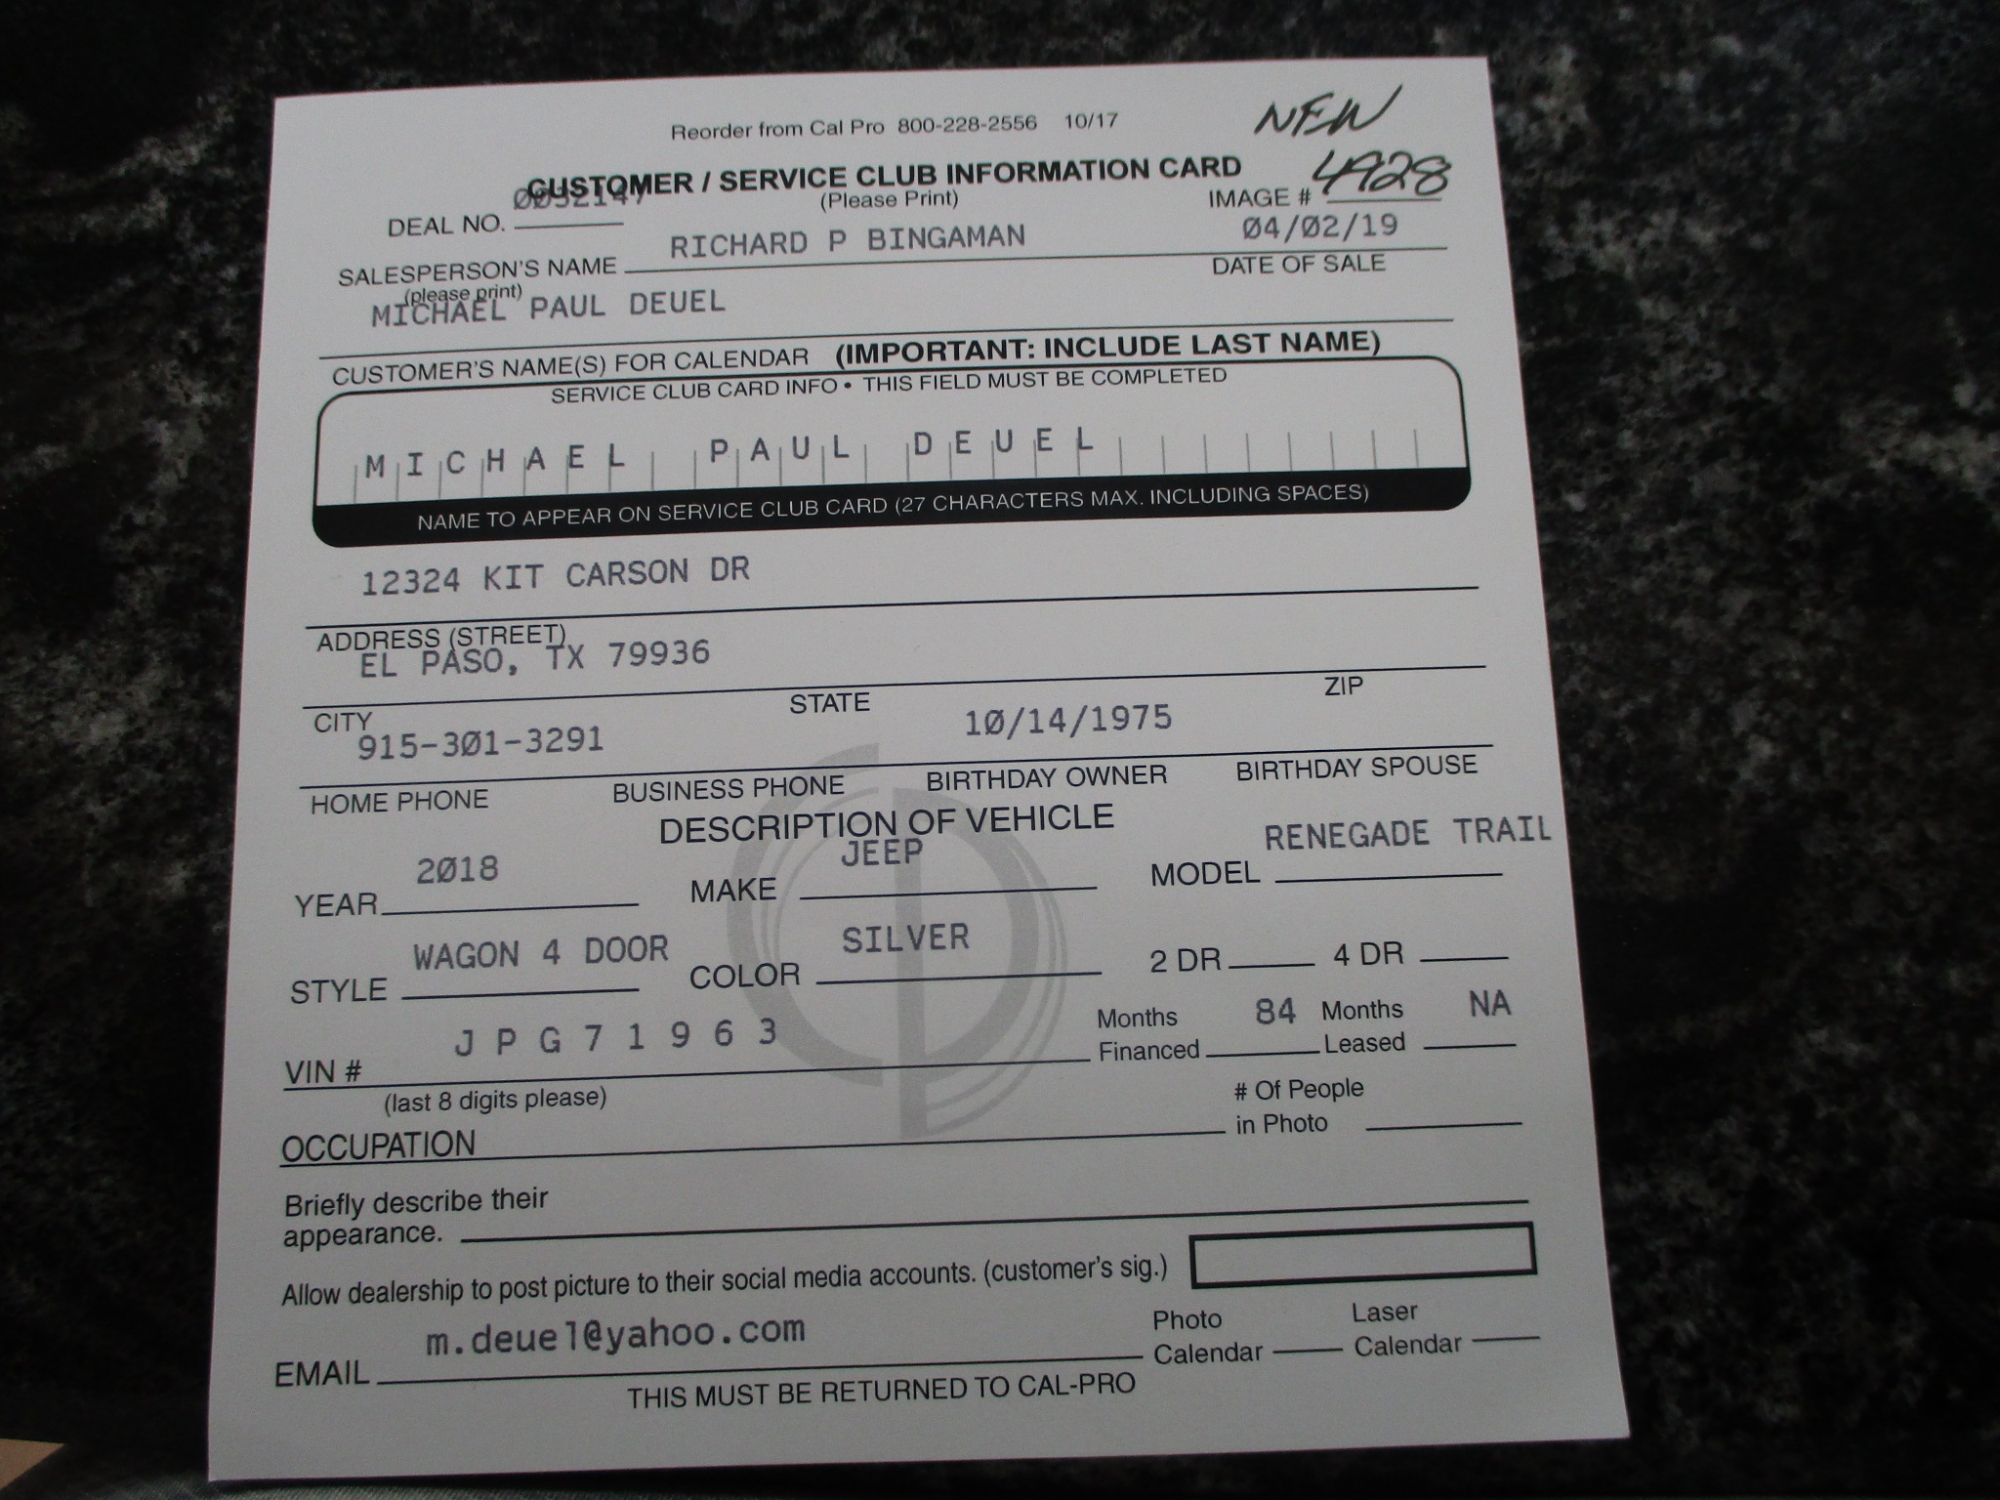 Reorder from Cal Pro 800-228-2556 10/17
NEW
CUSTOMER / SERVICE CLUB INFORMATION CARD
(Please Print)
IMAGE # 4928
DEAL NO. 0052147
SALESPERSON'S NAME RICHARD P BINGAMAN
04/02/19
DATE OF SALE
(please print)
MICHAEL PAUL DEUEL
CUSTOMER'S NAME(S) FOR CALENDAR (IMPORTANT: INCLUDE LAST NAME)
SERVICE CLUB CARD INFO • THIS FIELD MUST BE COMPLETED
MICHAEL PAUL DEUEL
NAME TO APPEAR ON SERVICE CLUB CARD (27 CHARACTERS MAX. INCLUDING SPACES)
12324 KIT CARSON DR
ADDRESS (STREET)
EL PASO, TX 79936
CITY STATE ZIP
915-301-3291 10/14/1975
HOME PHONE BUSINESS PHONE BIRTHDAY OWNER BIRTHDAY SPOUSE
DESCRIPTION OF VEHICLE
YEAR 2018 MAKE JEEP MODEL RENEGADE TRAIL
STYLE WAGON 4 DOOR COLOR SILVER 2 DR 4 DR
VIN # J P G 7 1 9 6 3 Months Financed 84 Months Leased NA
(last 8 digits please)
OCCUPATION # Of People in Photo
Briefly describe their
appearance.
Allow dealership to post picture to their social media accounts. (customer's sig.)
EMAIL m.deuel@yahoo.com Photo Calendar Laser Calendar
THIS MUST BE RETURNED TO CAL-PRO